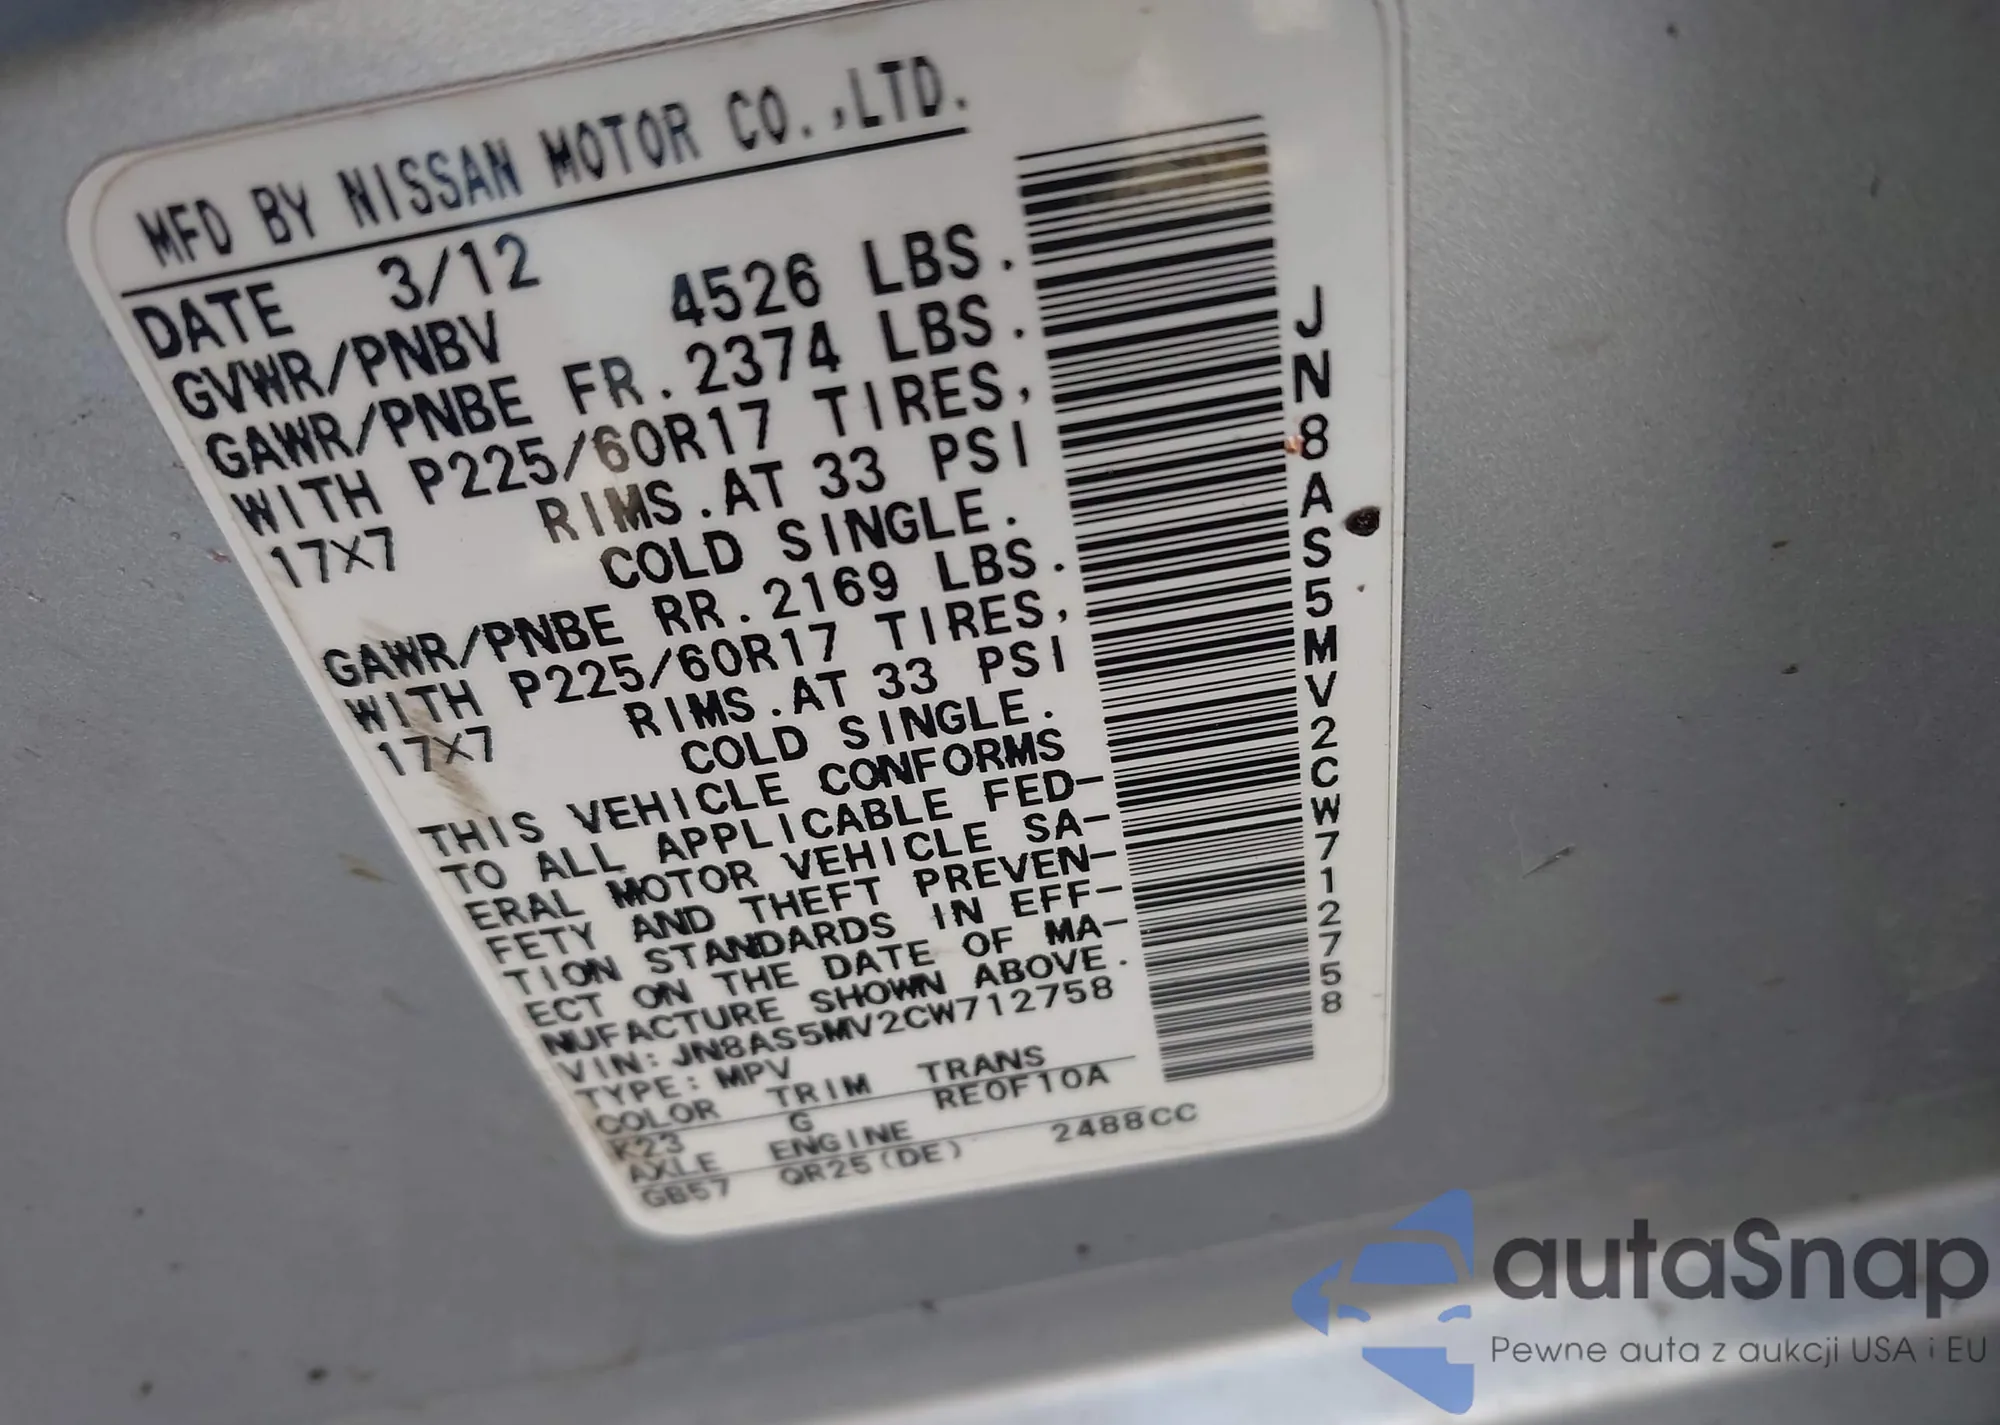 MFD BY NISSAN MOTOR CO.,LTD.
DATE 3/12
GVWR/PNBV 4526 LBS.
GAWR/PNBE FR. 2374 LBS.
WITH P225/60R17 TIRES,
17X7 RIMS.AT 33 PSI
COLD SINGLE.
GAWR/PNBE RR. 2169 LBS.
WITH P225/60R17 TIRES,
17X7 RIMS.AT 33 PSI
COLD SINGLE.
THIS VEHICLE CONFORMS
TO ALL APPLICABLE FED-
ERAL MOTOR VEHICLE SA-
FETY AND THEFT PREVEN-
TION STANDARDS IN EFF-
ECT ON THE DATE OF MA-
NUFACTURE SHOWN ABOVE.
VIN: JN8AS5MV2CW712758
TYPE: MPV
COLOR TRIM TRANS
K23 G RE0F10A
AXLE ENGINE
GB57 QR25(DE) 2488CC
JN8AS5MV2CW712758
autaSnap
Pewne auta z aukcji USA i EU